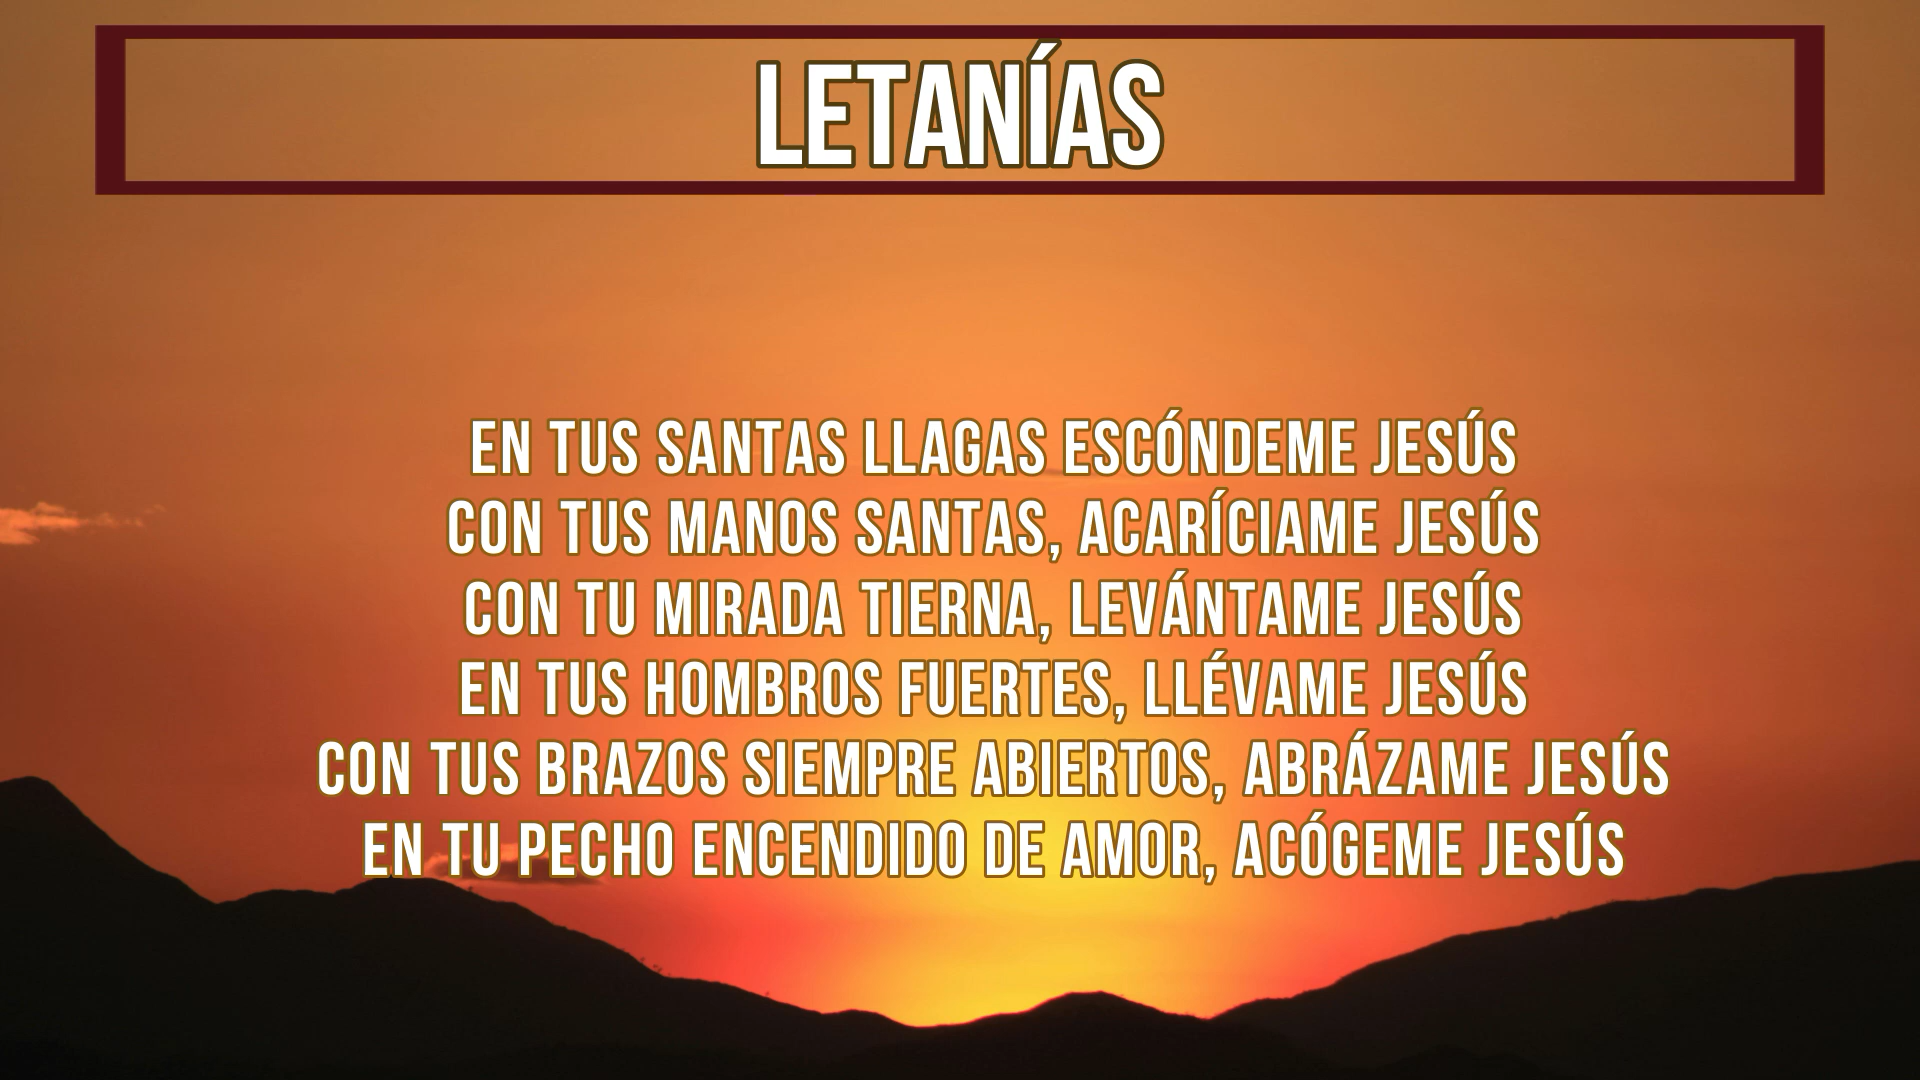 LETANÍAS
EN TUS SANTAS LLAGAS ESCÓNDEME JESÚS
CON TUS MANOS SANTAS, ACARÍCIAME JESÚS
CON TU MIRADA TIERNA, LEVÁNTAME JESÚS
EN TUS HOMBROS FUERTES, LLÉVAME JESÚS
CON TUS BRAZOS SIEMPRE ABIERTOS, ABRÁZAME JESÚS
EN TU PECHO ENCENDIDO DE AMOR, ACÓGEME JESÚS